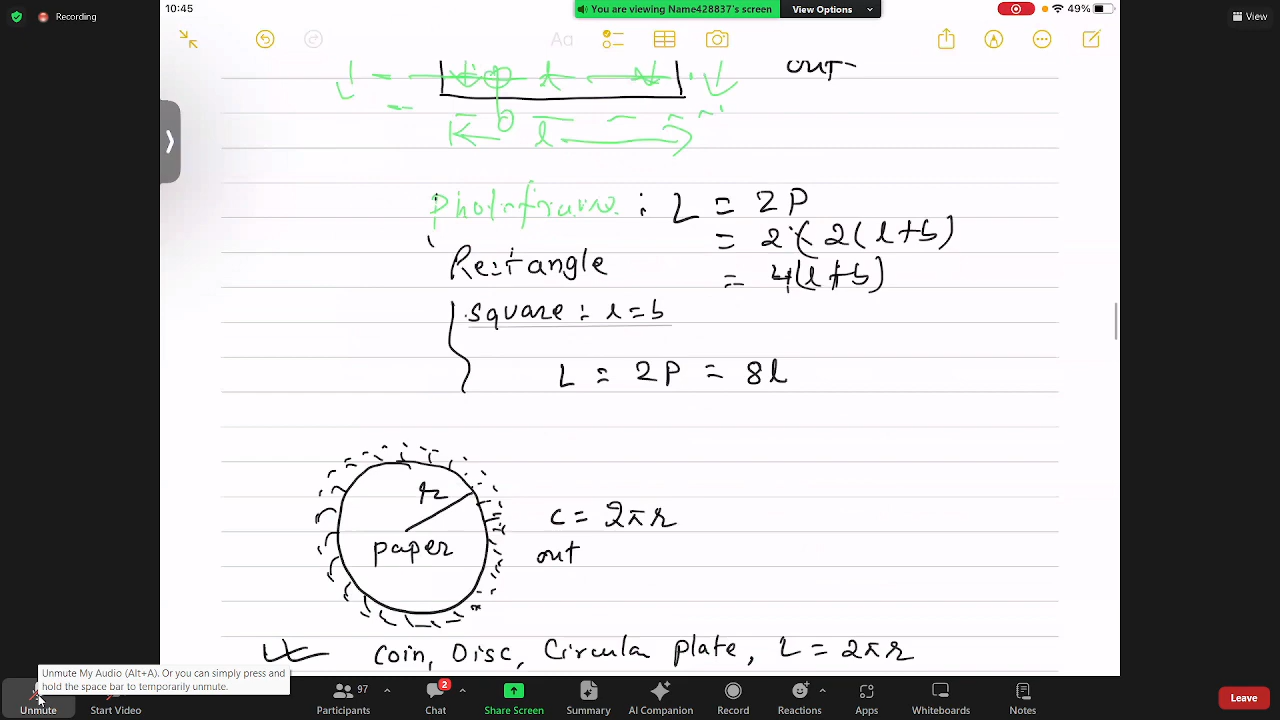 10:45
Recording
You are viewing Name428837's screen
View Options
49%
View
Aa
out
l
: L = 2P
= 2 × 2(l+b)
= 4(l+b)
Rectangle
square : l = b
L = 2P = 8l
r
paper
c = 2πr
out
Coin, Disc, Circular plate, L = 2πr
Unmute My Audio (Alt+A). Or you can simply press and
hold the space bar to temporarily unmute.
Unmute
Start Video
Participants
97
Chat
2
Share Screen
Summary
AI Companion
Record
Reactions
Apps
Whiteboards
Notes
Leave